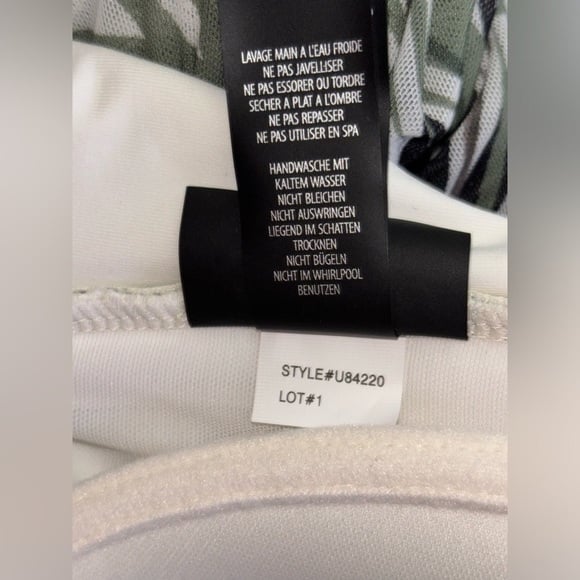 LAVAGE MAIN A L'EAU FROIDE
NE PAS JAVELLISER
NE PAS ESSORER OU TORDRE
SECHER A PLAT A L'OMBRE
NE PAS REPASSER
NE PAS UTILISER EN SPA
HANDWASCHE MIT
KALTEM WASSER
NICHT BLEICHEN
NICHT AUSWRINGEN
LIEGEND IM SCHATTEN
TROCKNEN
NICHT BÜGELN
NICHT IM WHIRLPOOL
BENUTZEN
STYLE#U84220
LOT#1